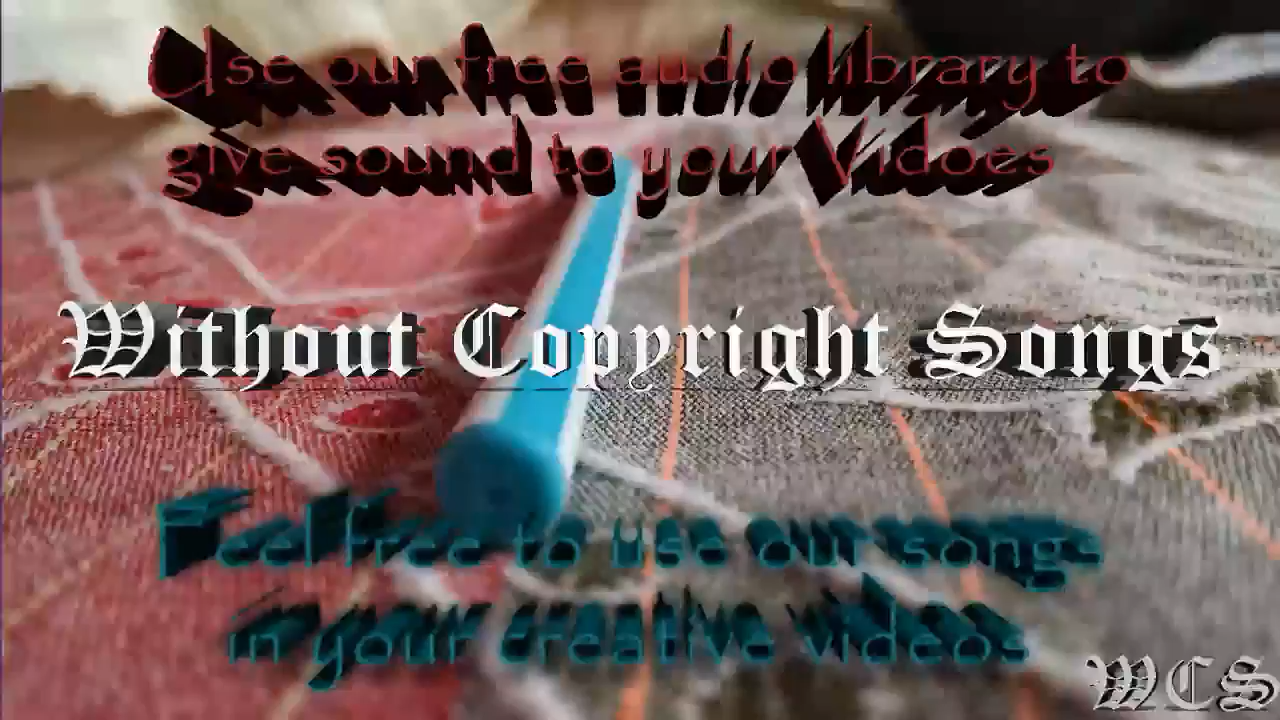 Use our free audio library to
give sound to your Vidoes
Without Copyright Songs
Feel free to use our songs
in your creative videos
WCS